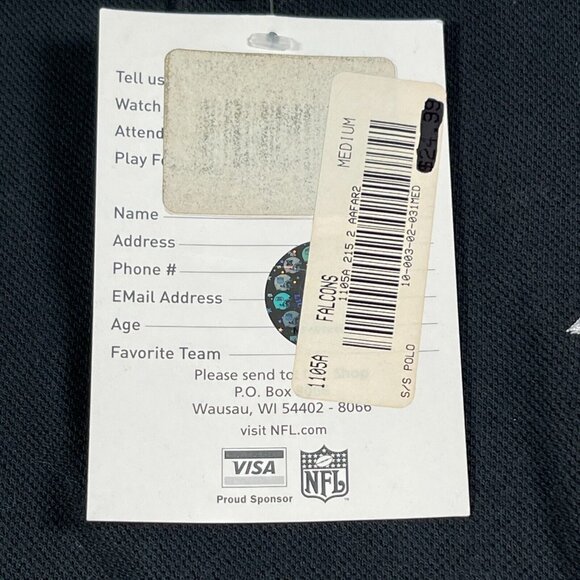 Tell us
Watch
Attend
Play
Name
Address
Phone #
EMail Address
Age
Favorite Team
Please send to
P.O. Box
Wausau, WI 54402 - 8066
visit NFL.com
VISA
NFL
Proud Sponsor
MEDIUM
$24.99
1105A 215 2 AAFAR2
10-003-02-031MED
1105A FALCONS
S/S POLO